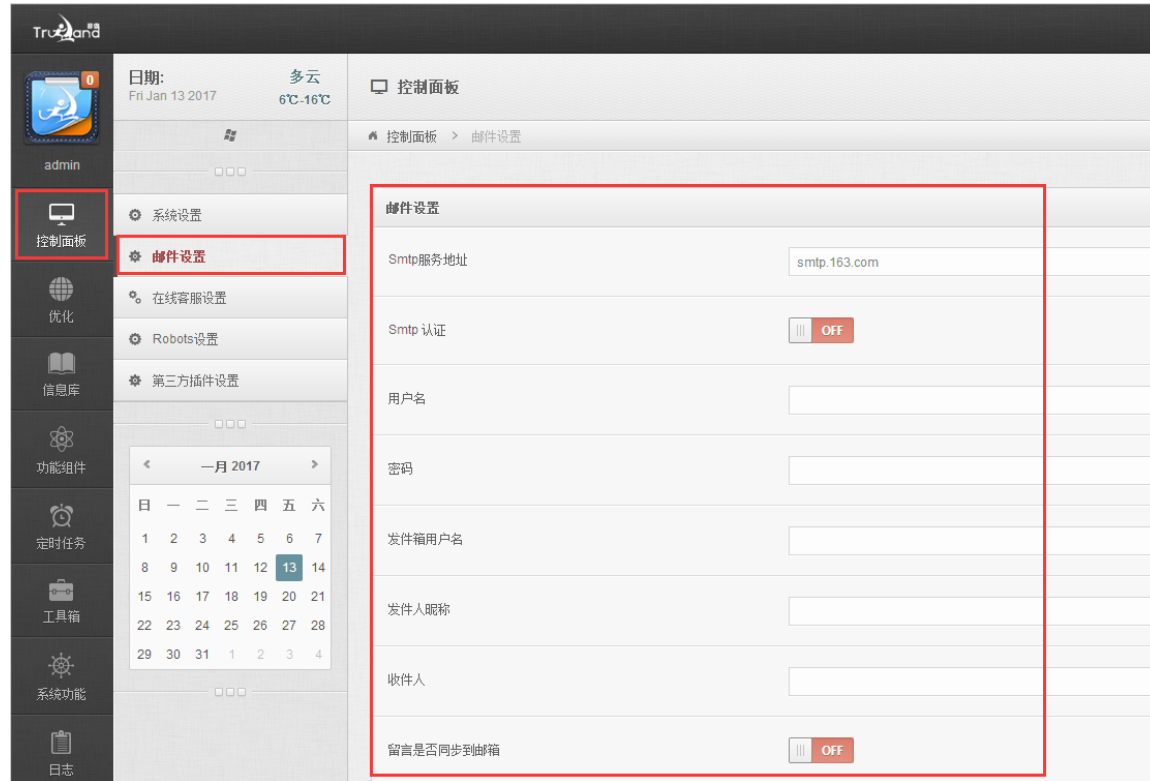 Trueland
0
admin
控制面板
优化
信息库
功能组件
定时任务
工具箱
系统功能
日志
日期:
Fri Jan 13 2017
多云
6℃-16℃
系统设置
邮件设置
在线客服设置
Robots设置
第三方插件设置
一月 2017
日 一 二 三 四 五 六
1 2 3 4 5 6 7
8 9 10 11 12 13 14
15 16 17 18 19 20 21
22 23 24 25 26 27 28
29 30 31 1 2 3 4
控制面板
控制面板 > 邮件设置
邮件设置
Smtp服务地址
smtp.163.com
Smtp 认证
OFF
用户名
密码
发件箱用户名
发件人昵称
收件人
留言是否同步到邮箱
OFF